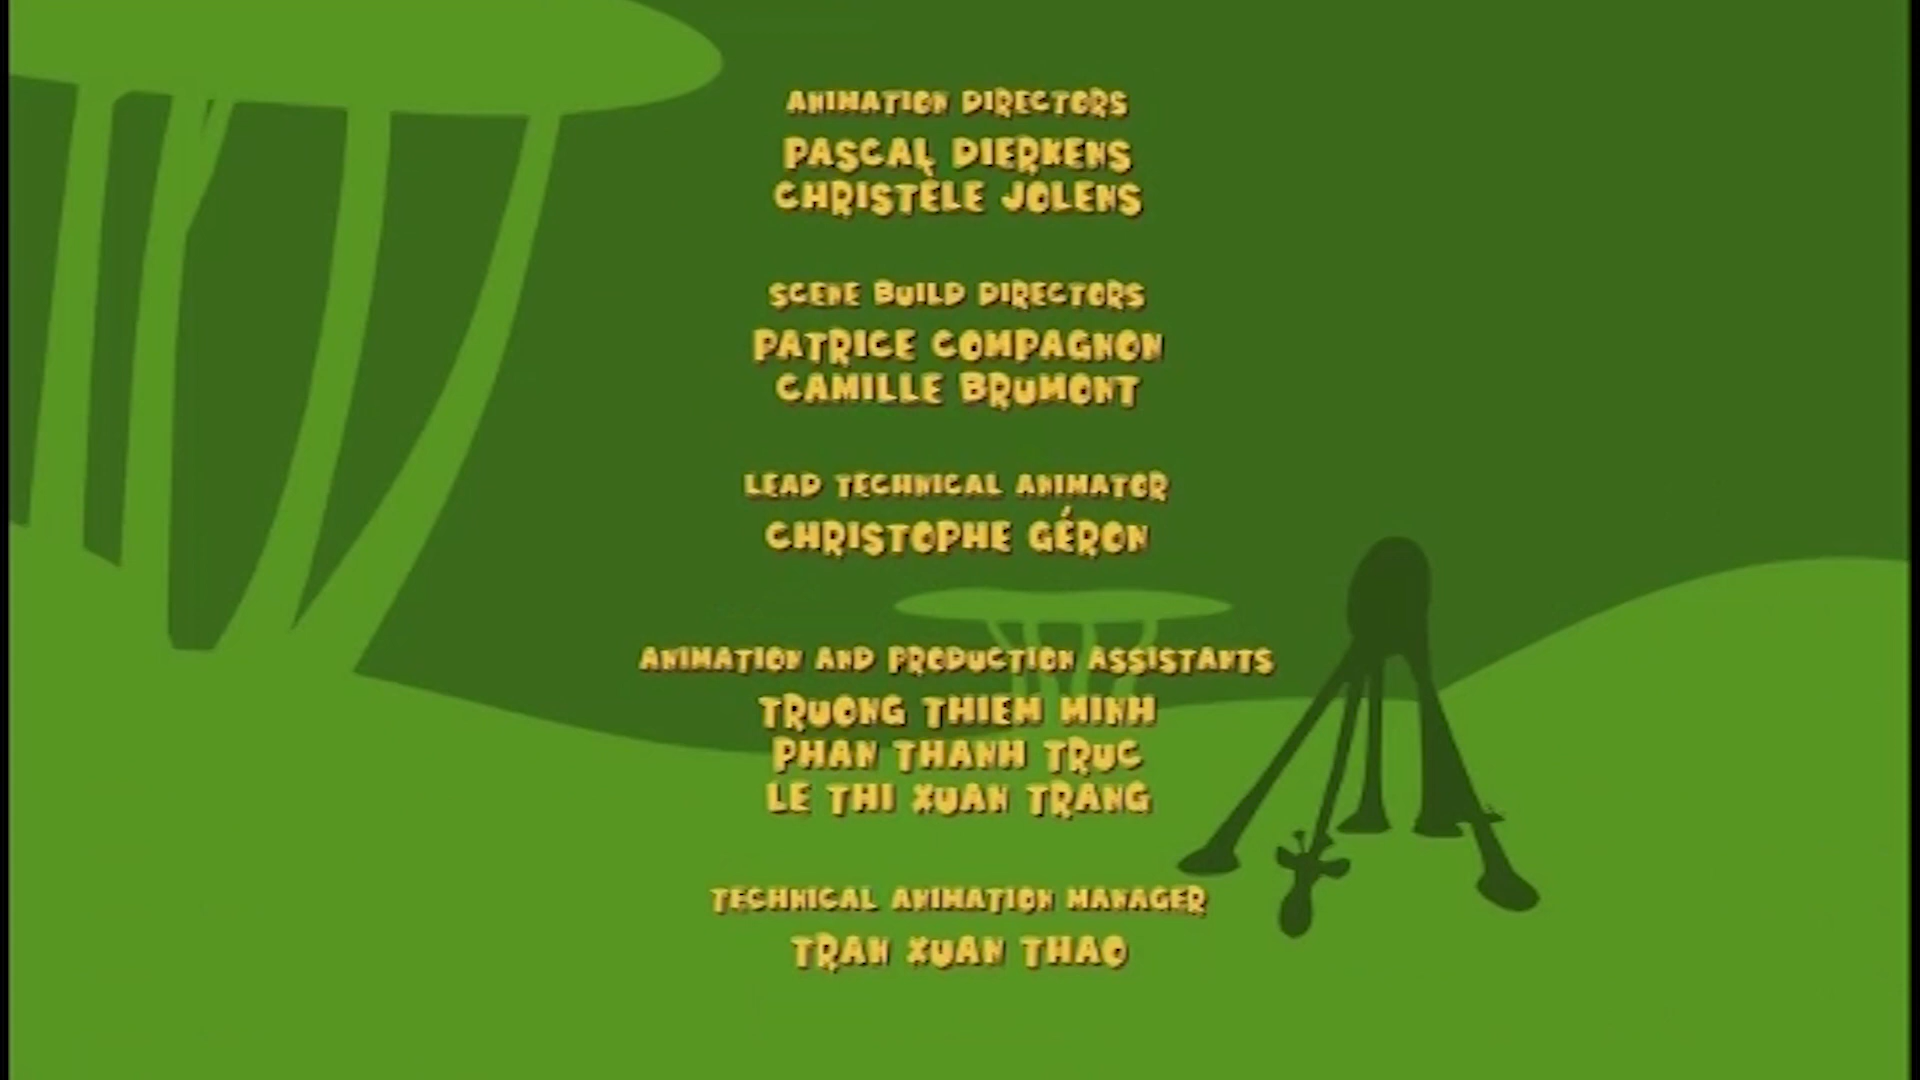 ANIMATION DIRECTORS
PASCAL DIERKENS
CHRISTÈLE JOLENS
SCENE BUILD DIRECTORS
PATRICE COMPAGNON
CAMILLE BRUMONT
LEAD TECHNICAL ANIMATOR
CHRISTOPHE GÉRON
ANIMATION AND PRODUCTION ASSISTANTS
TRUONG THIEM MINH
PHAN THANH TRUC
LE THI XUAN TRANG
TECHNICAL ANIMATION MANAGER
TRAN XUAN THAO